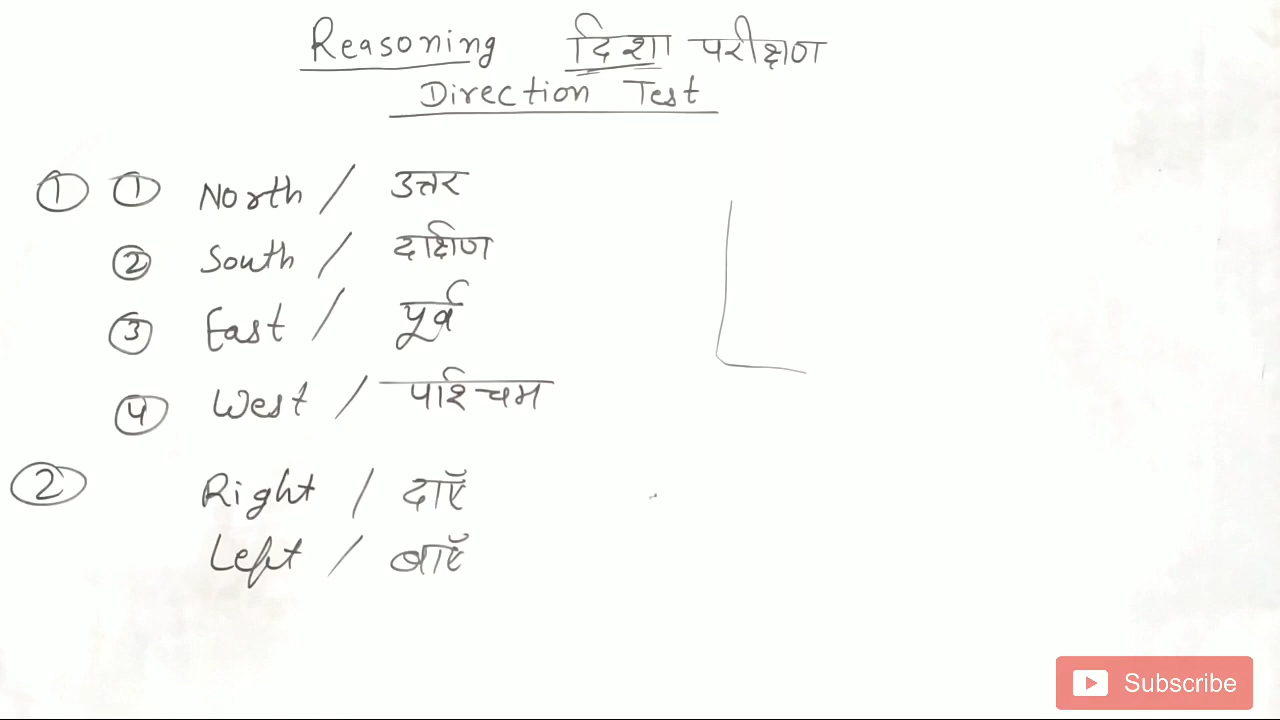 Reasoning दिशा परीक्षण
Direction Test
① ① North / उत्तर
② South / दक्षिण
③ East / पूर्व
④ West / पश्चिम
② Right / दाएँ
Left / बाएँ
Subscribe